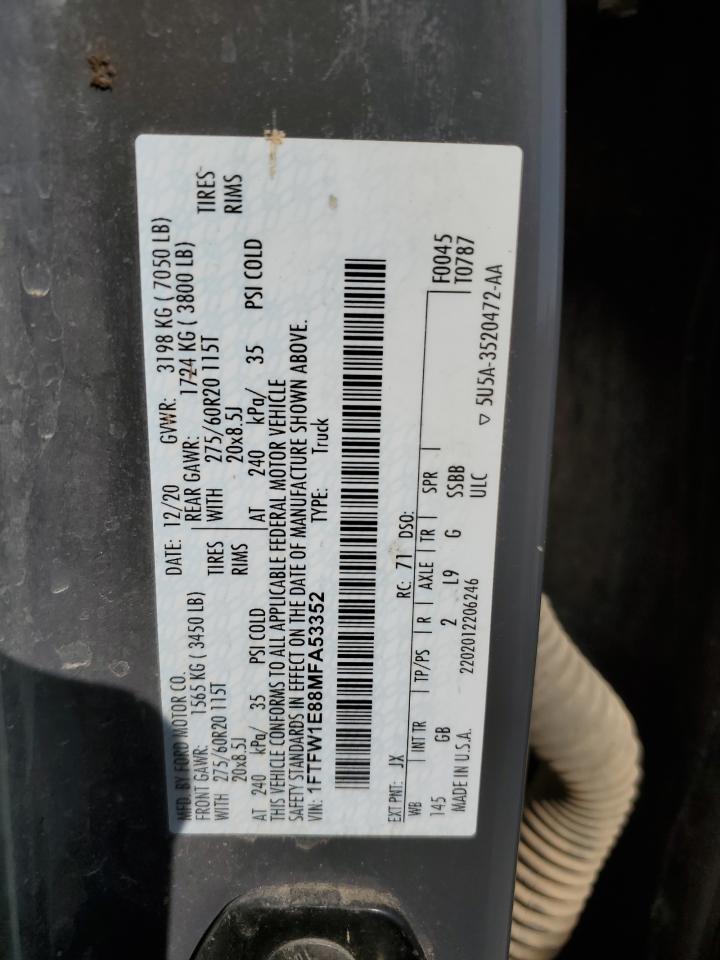 MFD. BY FORD MOTOR CO. DATE: 12/20 GVWR: 3198 KG ( 7050 LB)
FRONT GAWR: 1565 KG ( 3450 LB) REAR GAWR: 1724 KG ( 3800 LB)
WITH 275/60R20 115T TIRES WITH 275/60R20 115T TIRES
20x8.5J RIMS 20x8.5J RIMS
AT 240 kPa/ 35 PSI COLD AT 240 kPa/ 35 PSI COLD
THIS VEHICLE CONFORMS TO ALL APPLICABLE FEDERAL MOTOR VEHICLE
SAFETY STANDARDS IN EFFECT ON THE DATE OF MANUFACTURE SHOWN ABOVE.
VIN: 1FTFW1E88MFA53352 TYPE: Truck
EXT PNT: JX RC: 71 DSO: F0045
WB INT TR TP/PS R AXLE TR SPR T0787
145 GB 2 L9 G SSBB
MADE IN U.S.A. 2202012206246 ULC ▽ 5U5A-3520472-AA